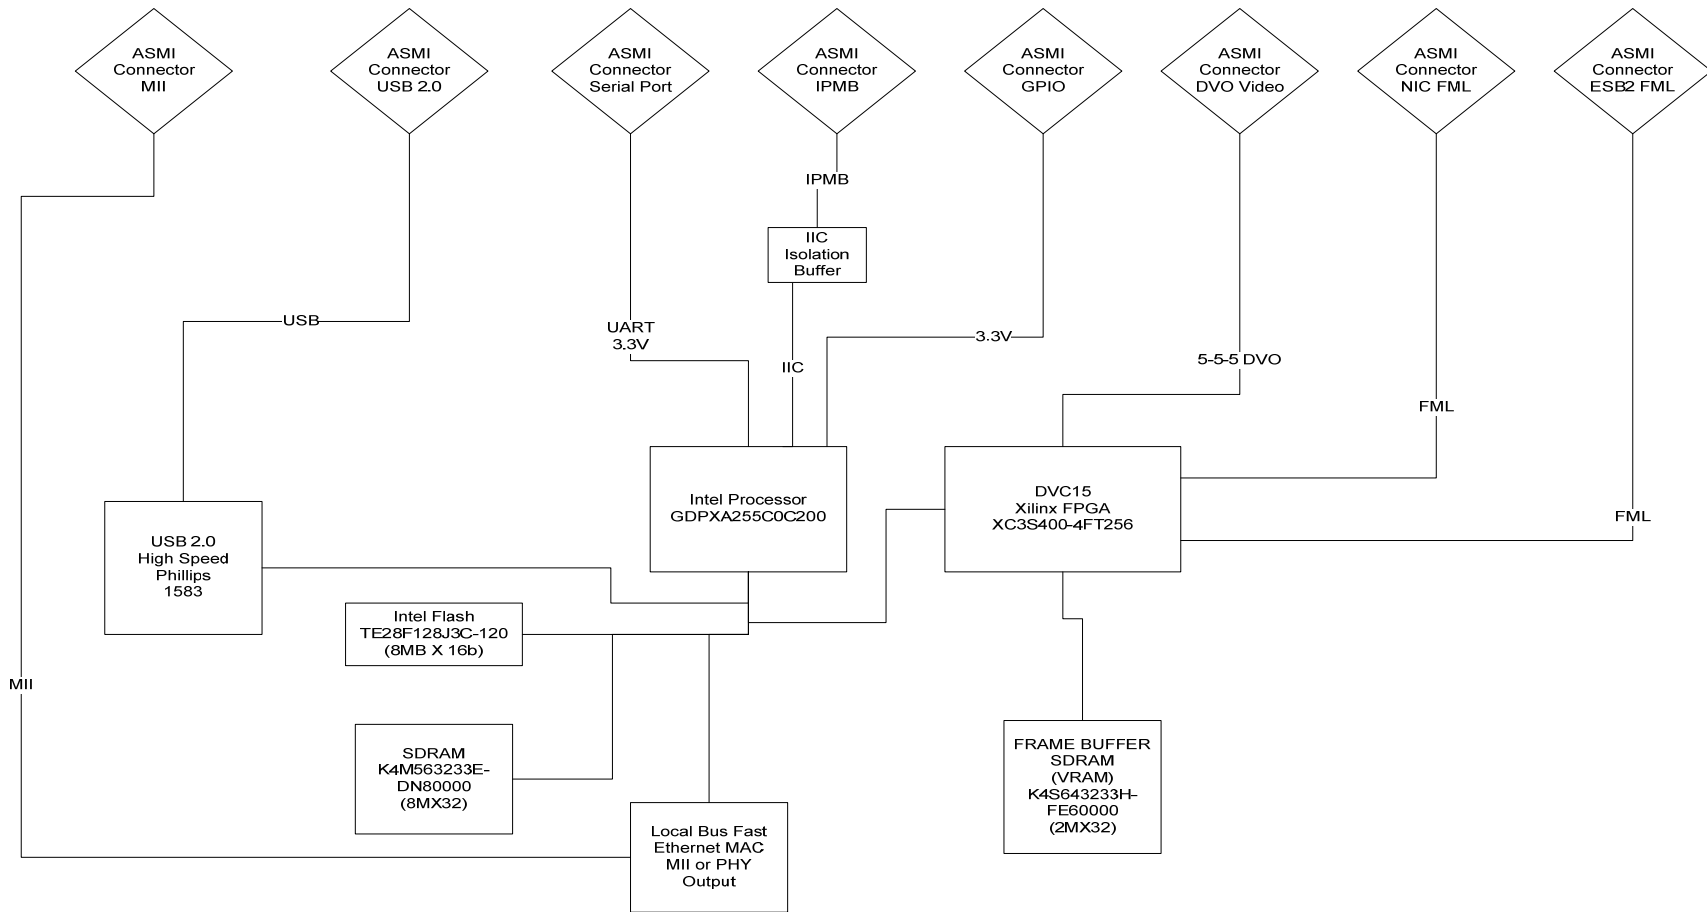 ASMI
Connector
MII
ASMI
Connector
USB 2.0
ASMI
Connector
Serial Port
ASMI
Connector
IPMB
ASMI
Connector
GPIO
ASMI
Connector
DVO Video
ASMI
Connector
NIC FML
ASMI
Connector
ESB2 FML
IPMB
IIC
Isolation
Buffer
USB
UART
3.3V
3.3V
IIC
5-5-5 DVO
FML
FML
Intel Processor
GDPXA255C0C200
DVC15
Xilinx FPGA
XC3S400-4FT256
USB 2.0
High Speed
Phillips
1583
Intel Flash
TE28F128J3C-120
(8MB X 16b)
MII
SDRAM
K4M563233E-
DN80000
(8MX32)
FRAME BUFFER
SDRAM
(VRAM)
K4S643233H-
FE60000
(2MX32)
Local Bus Fast
Ethernet MAC
MII or PHY
Output